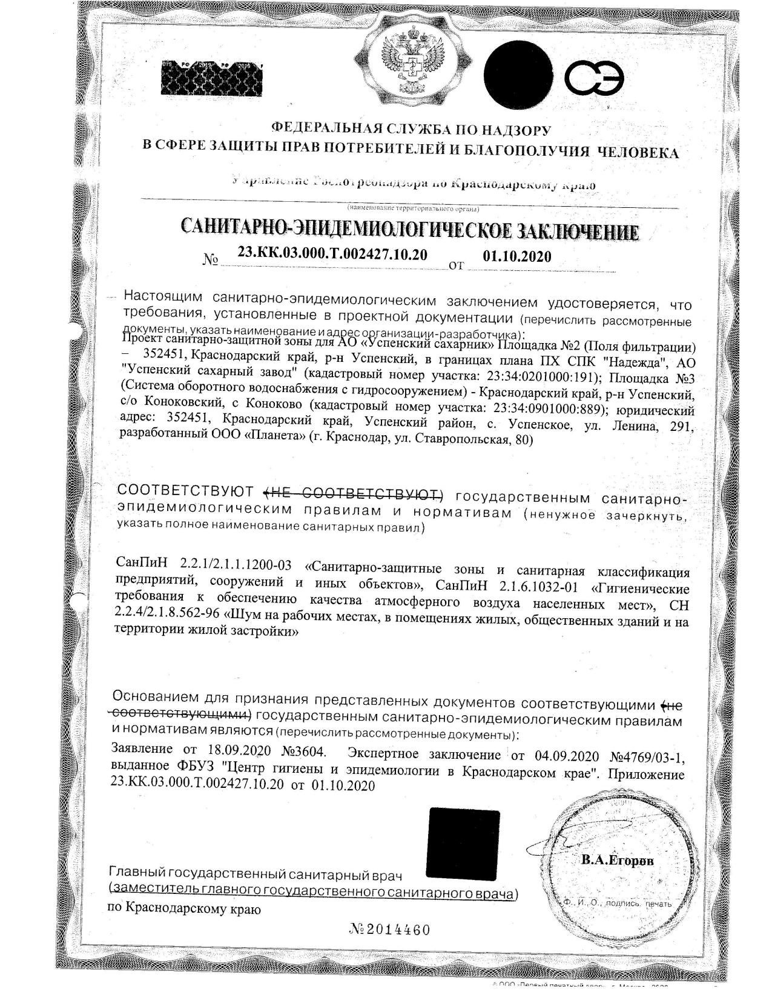 СЭ
ФЕДЕРАЛЬНАЯ СЛУЖБА ПО НАДЗОРУ
В СФЕРЕ ЗАЩИТЫ ПРАВ ПОТРЕБИТЕЛЕЙ И БЛАГОПОЛУЧИЯ ЧЕЛОВЕКА
Управление Роспотребнадзора по Краснодарскому краю
(наименование территориального органа)
САНИТАРНО-ЭПИДЕМИОЛОГИЧЕСКОЕ ЗАКЛЮЧЕНИЕ
№ 23.КК.03.000.Т.002427.10.20 от 01.10.2020
Настоящим санитарно-эпидемиологическим заключением удостоверяется, что
требования, установленные в проектной документации (перечислить рассмотренные
документы, указать наименование и адрес организации-разработчика):
Проект санитарно-защитной зоны для АО «Успенский сахарник» Площадка №2 (Поля фильтрации)
– 352451, Краснодарский край, р-н Успенский, в границах плана ПХ СПК "Надежда", АО
"Успенский сахарный завод" (кадастровый номер участка: 23:34:0201000:191); Площадка №3
(Система оборотного водоснабжения с гидросооружением) - Краснодарский край, р-н Успенский,
с/о Коноковский, с Коноково (кадастровый номер участка: 23:34:0901000:889); юридический
адрес: 352451, Краснодарский край, Успенский район, с. Успенское, ул. Ленина, 291,
разработанный ООО «Планета» (г. Краснодар, ул. Ставропольская, 80)
СООТВЕТСТВУЮТ (НЕ СООТВЕТСТВУЮТ) государственным санитарно-
эпидемиологическим правилам и нормативам (ненужное зачеркнуть,
указать полное наименование санитарных правил)
СанПиН 2.2.1/2.1.1.1200-03 «Санитарно-защитные зоны и санитарная классификация
предприятий, сооружений и иных объектов», СанПиН 2.1.6.1032-01 «Гигиенические
требования к обеспечению качества атмосферного воздуха населенных мест», СН
2.2.4/2.1.8.562-96 «Шум на рабочих местах, в помещениях жилых, общественных зданий и на
территории жилой застройки»
Основанием для признания представленных документов соответствующими (не
соответствующими) государственным санитарно-эпидемиологическим правилам
и нормативам являются (перечислить рассмотренные документы):
Заявление от 18.09.2020 №3604. Экспертное заключение от 04.09.2020 №4769/03-1,
выданное ФБУЗ "Центр гигиены и эпидемиологии в Краснодарском крае". Приложение
23.КК.03.000.Т.002427.10.20 от 01.10.2020
В.А.Егоров
Главный государственный санитарный врач
(заместитель главного государственного санитарного врача)
Ф., И., О., подпись, печать
по Краснодарскому краю
№2014460